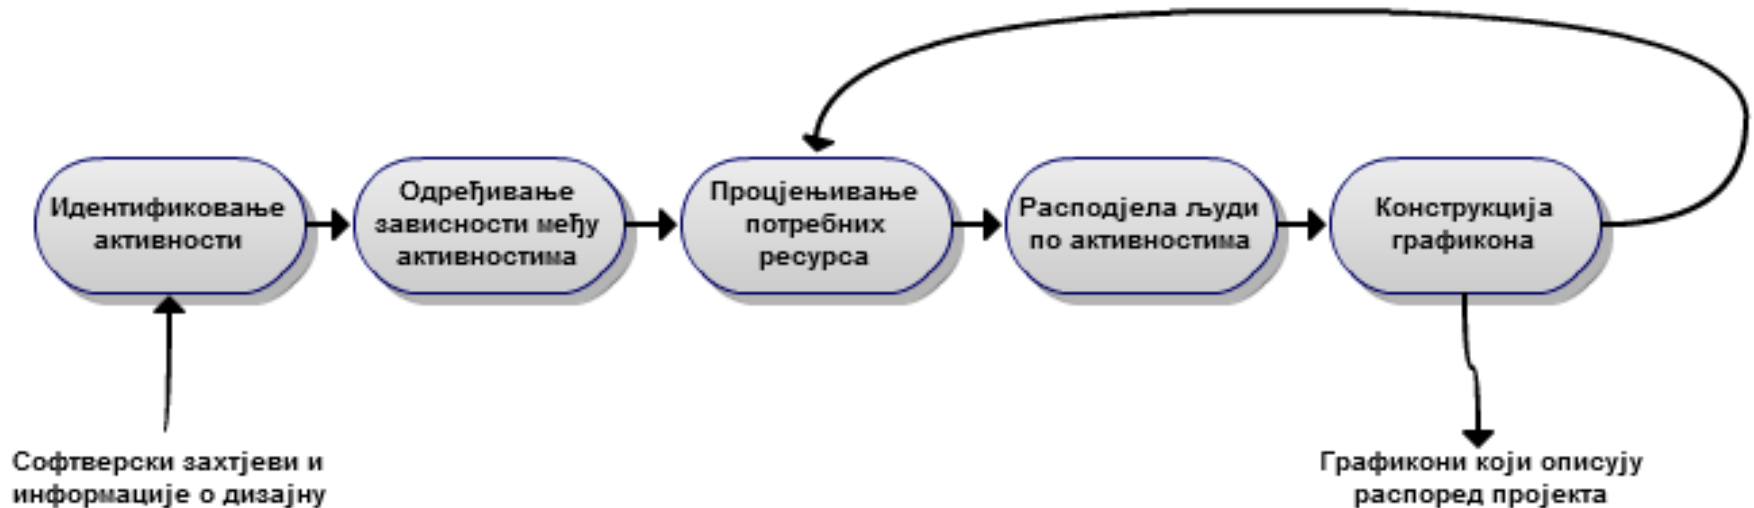 Идентификовање
активности
Одређивање
зависности међу
активностима
Процјењивање
потребних
ресурса
Расподјела људи
по активностима
Конструкција
графикона
Софтверски захтјеви и
информације о дизајну
Графикони који описују
распоред пројекта